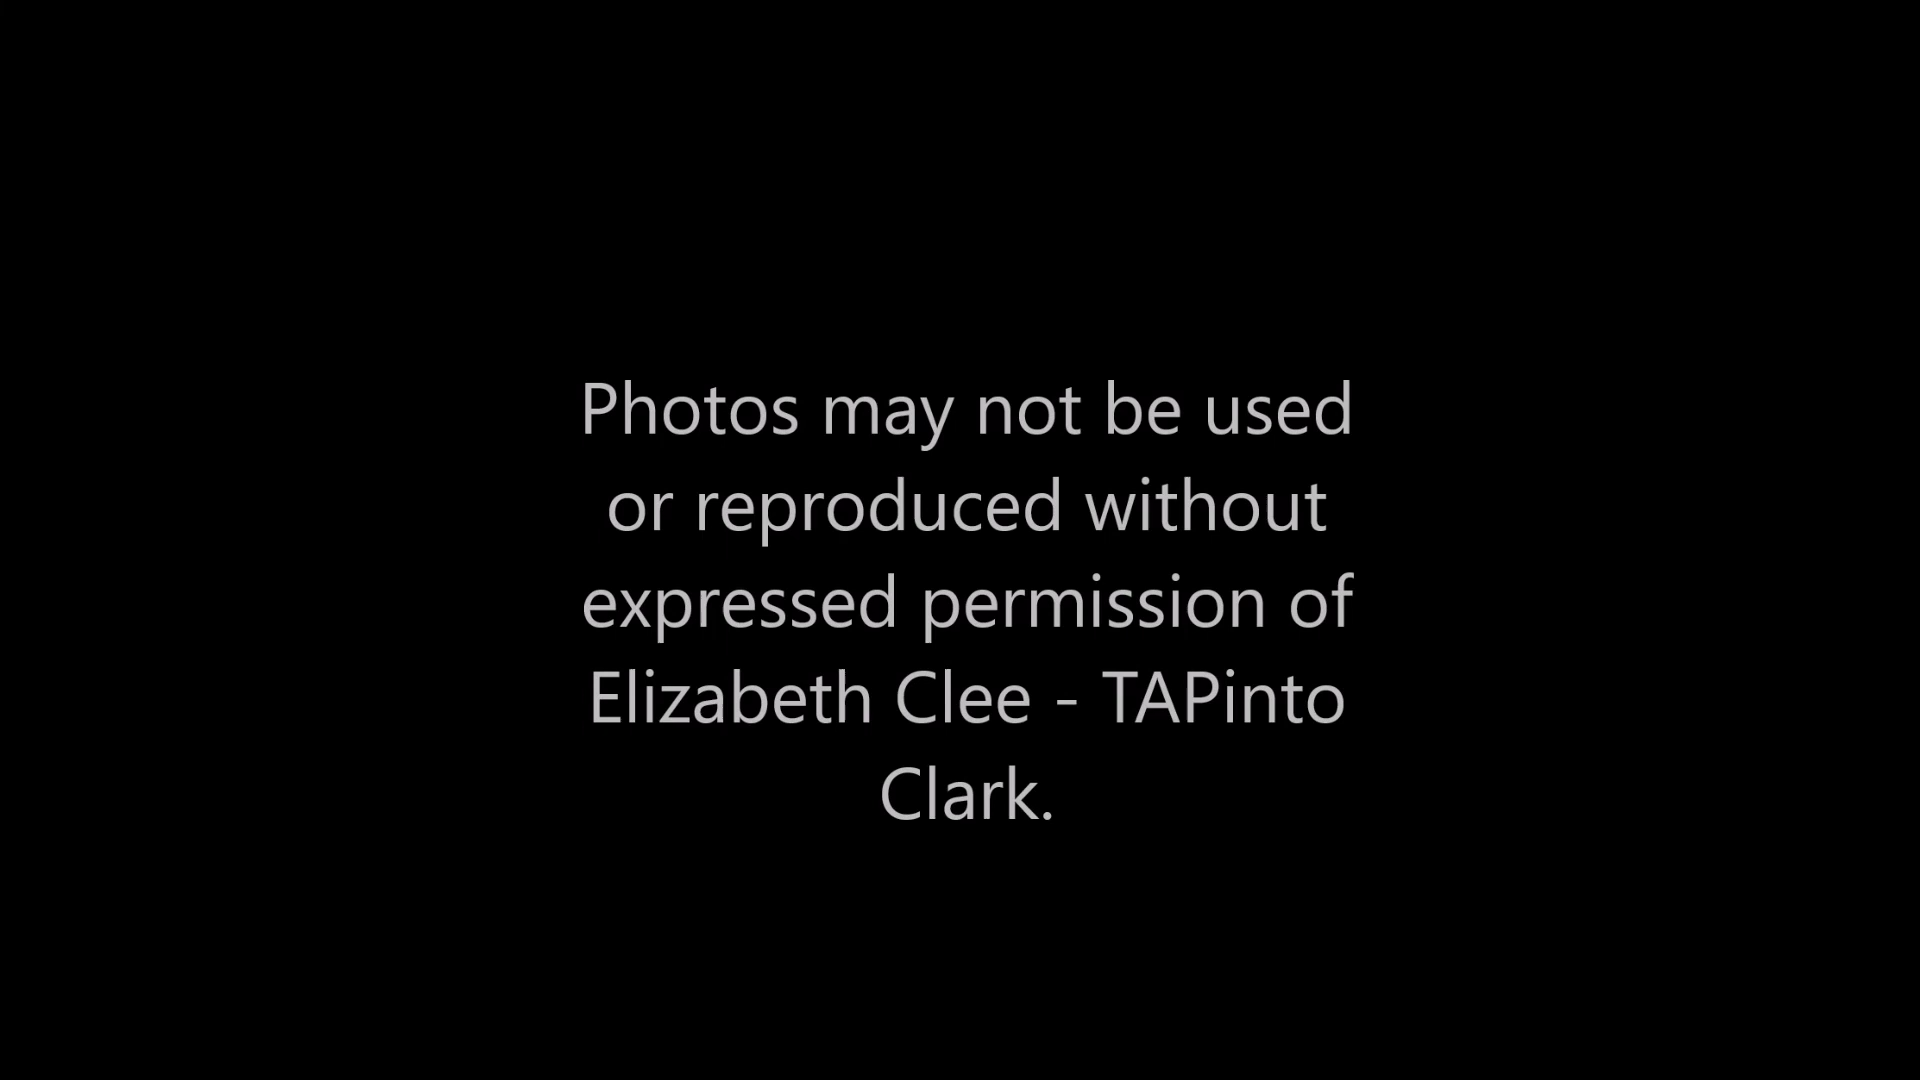 Photos may not be used
or reproduced without
expressed permission of
Elizabeth Clee - TAPinto
Clark.